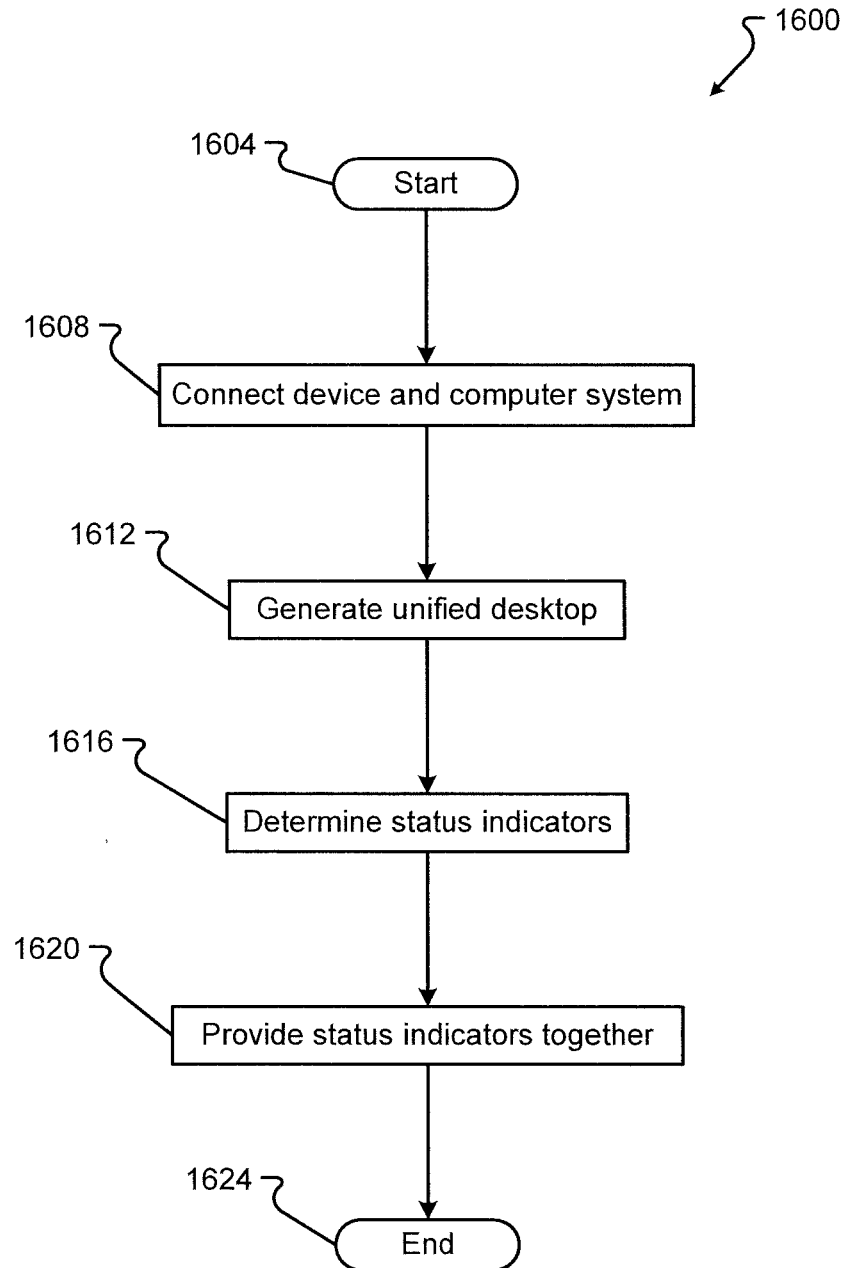 1600
1604
Start
1608
Connect device and computer system
1612
Generate unified desktop
1616
Determine status indicators
1620
Provide status indicators together
1624
End